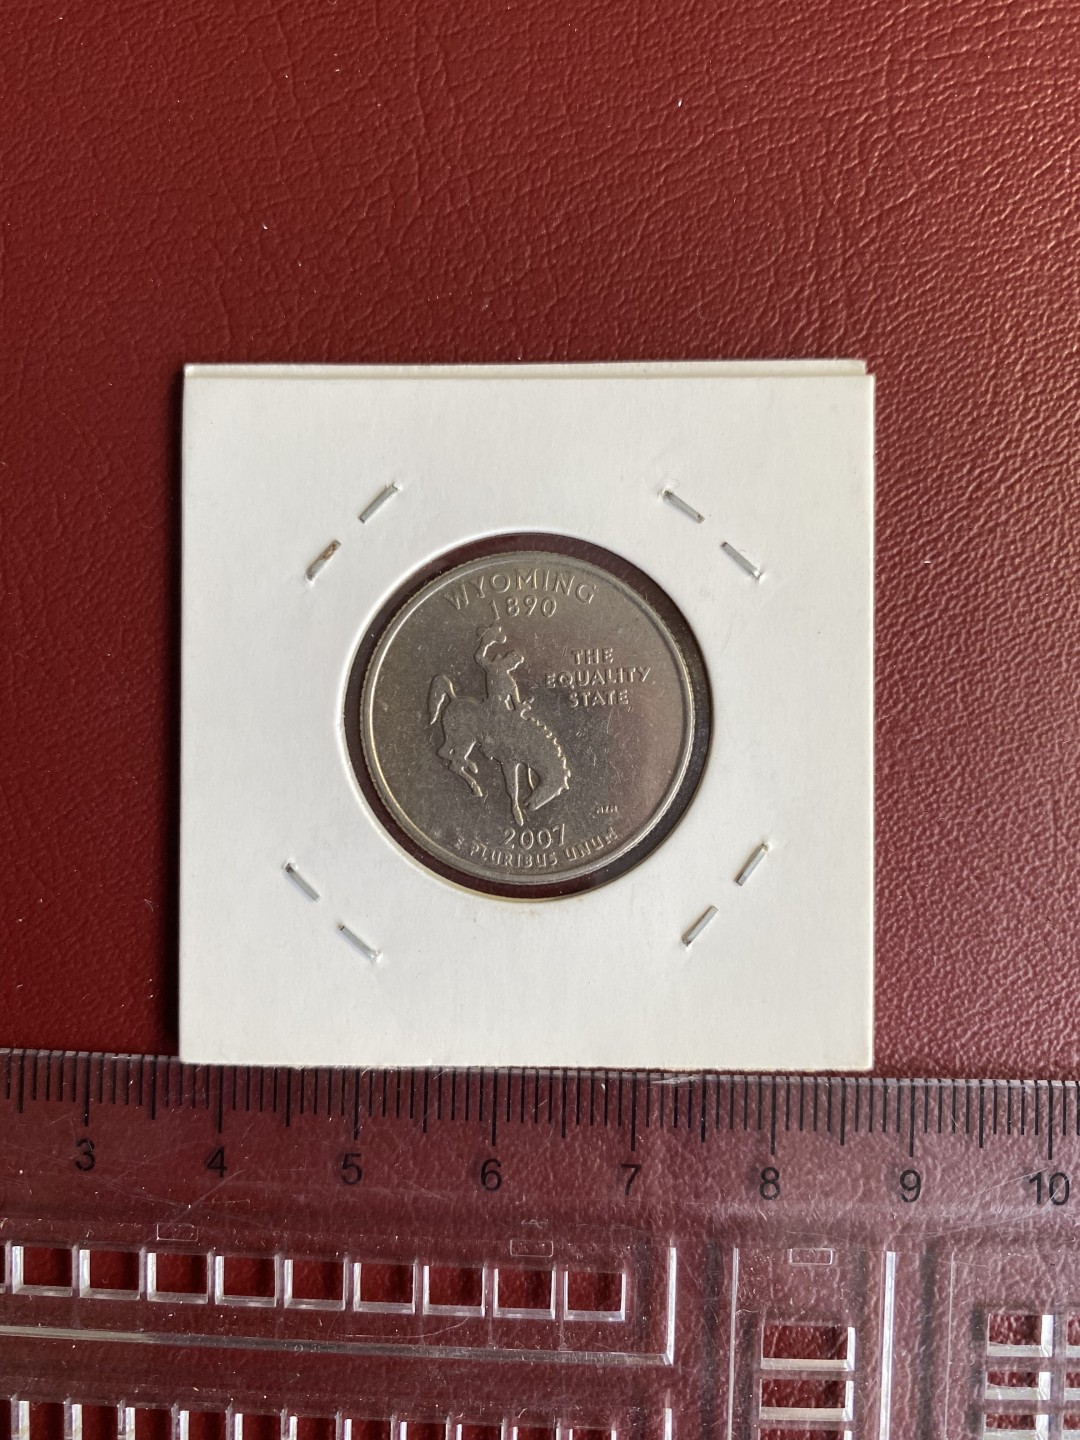 WYOMING
1890
THE
EQUALITY
STATE
2007
E PLURIBUS UNUM
3 4 5 6 7 8 9 10